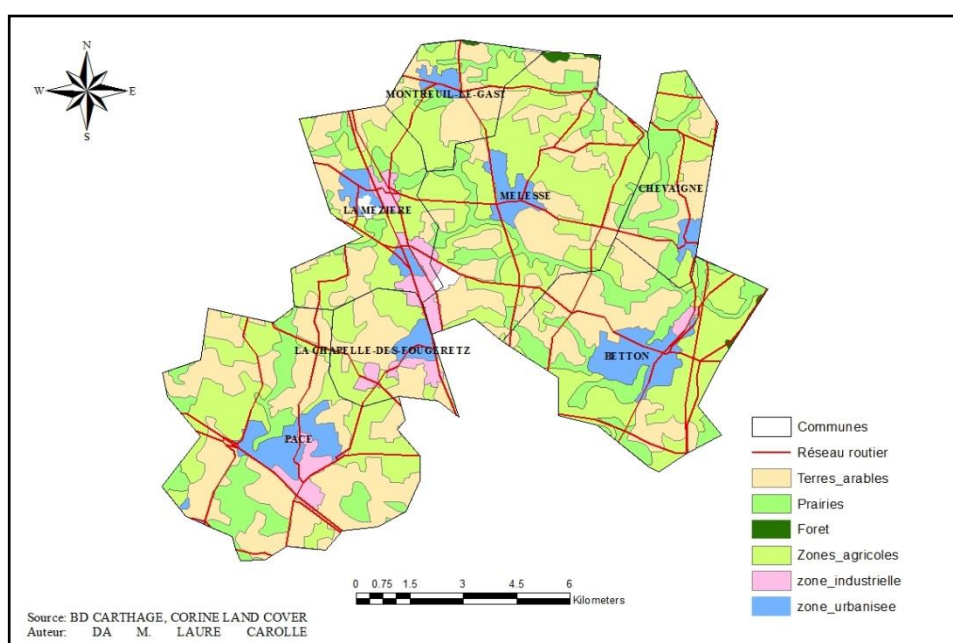 N
W E
S
MONTREUIL-LE-GAST
CHEVAIGNE
MELESSE
LA MEZIERE
LA CHAPELLE-DES-FOUGERETZ
BETTON
PACE
Communes
Réseau routier
Terres_arables
Prairies
Foret
Zones_agricoles
zone_industrielle
zone_urbanisee
0 0.75 1.5 3 4.5 6
Kilometers
Source: BD CARTHAGE, CORINE LAND COVER
Auteur: DA M. LAURE CAROLLE